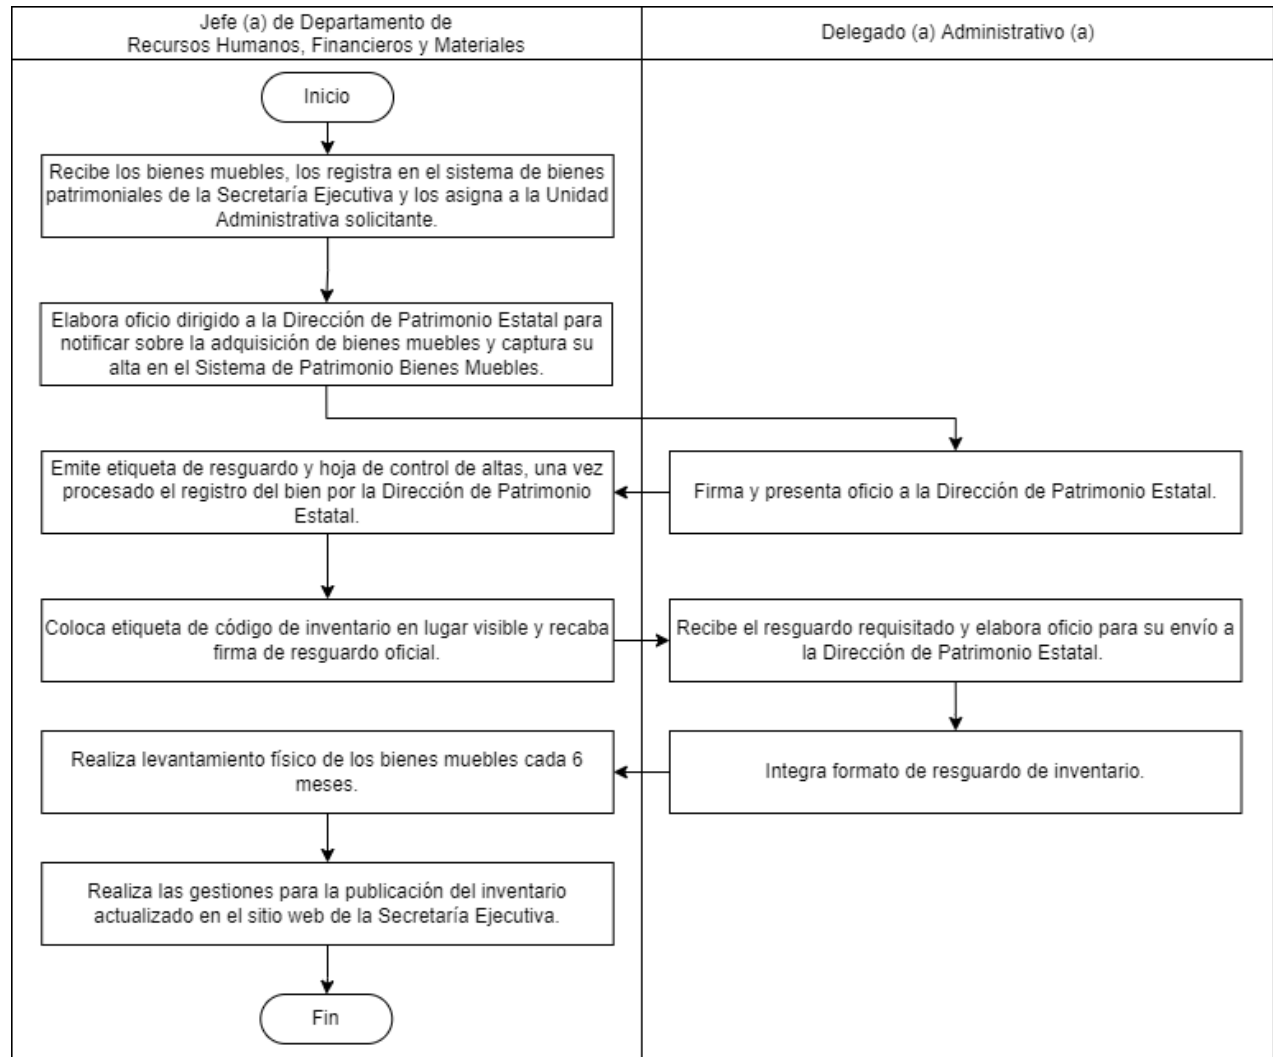 Jefe (a) de Departamento de
Recursos Humanos, Financieros y Materiales
Delegado (a) Administrativo (a)
Inicio
Recibe los bienes muebles, los registra en el sistema de bienes
patrimoniales de la Secretaría Ejecutiva y los asigna a la Unidad
Administrativa solicitante.
Elabora oficio dirigido a la Dirección de Patrimonio Estatal para
notificar sobre la adquisición de bienes muebles y captura su
alta en el Sistema de Patrimonio Bienes Muebles.
Firma y presenta oficio a la Dirección de Patrimonio Estatal.
Emite etiqueta de resguardo y hoja de control de altas, una vez
procesado el registro del bien por la Dirección de Patrimonio
Estatal.
Coloca etiqueta de código de inventario en lugar visible y recaba
firma de resguardo oficial.
Recibe el resguardo requisitado y elabora oficio para su envío a
la Dirección de Patrimonio Estatal.
Integra formato de resguardo de inventario.
Realiza levantamiento físico de los bienes muebles cada 6
meses.
Realiza las gestiones para la publicación del inventario
actualizado en el sitio web de la Secretaría Ejecutiva.
Fin